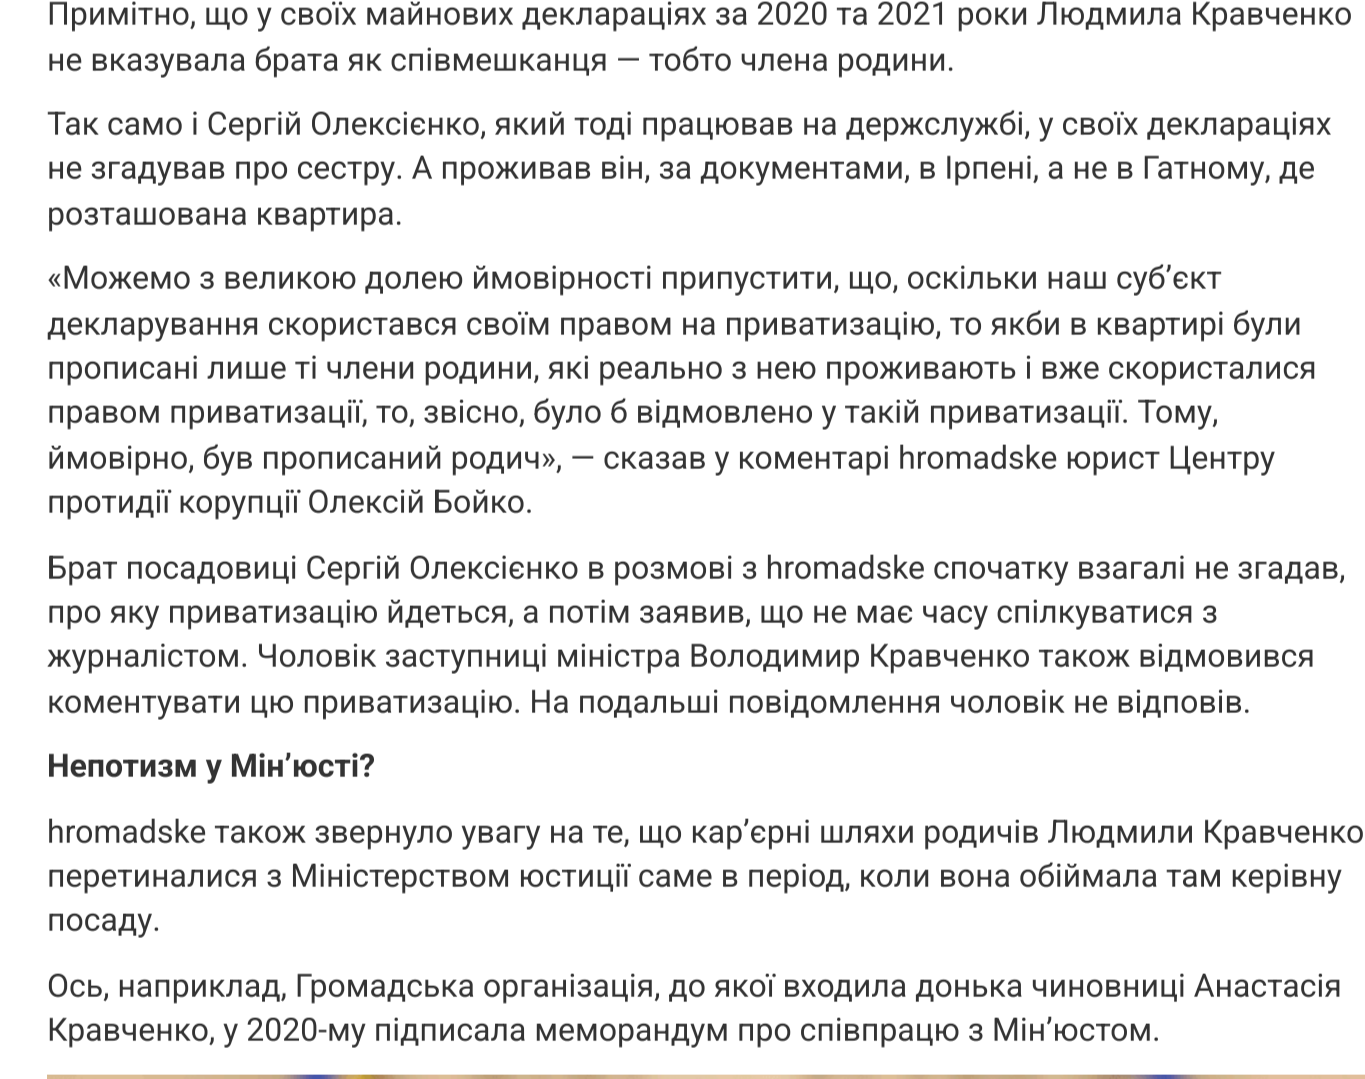 Примітно, що у своїх майнових деклараціях за 2020 та 2021 роки Людмила Кравченко
не вказувала брата як співмешканця — тобто члена родини.
Так само і Сергій Олексієнко, який тоді працював на держслужбі, у своїх деклараціях
не згадував про сестру. А проживав він, за документами, в Ірпені, а не в Гатному, де
розташована квартира.
«Можемо з великою долею ймовірності припустити, що, оскільки наш суб’єкт
декларування скористався своїм правом на приватизацію, то якби в квартирі були
прописані лише ті члени родини, які реально з нею проживають і вже скористалися
правом приватизації, то, звісно, було б відмовлено у такій приватизації. Тому,
ймовірно, був прописаний родич», — сказав у коментарі hromadske юрист Центру
протидії корупції Олексій Бойко.
Брат посадовиці Сергій Олексієнко в розмові з hromadske спочатку взагалі не згадав,
про яку приватизацію йдеться, а потім заявив, що не має часу спілкуватися з
журналістом. Чоловік заступниці міністра Володимир Кравченко також відмовився
коментувати цю приватизацію. На подальші повідомлення чоловік не відповів.
Непотизм у Мін’юсті?
hromadske також звернуло увагу на те, що кар’єрні шляхи родичів Людмили Кравченко
перетиналися з Міністерством юстиції саме в період, коли вона обіймала там керівну
посаду.
Ось, наприклад, Громадська організація, до якої входила донька чиновниці Анастасія
Кравченко, у 2020-му підписала меморандум про співпрацю з Мін’юстом.